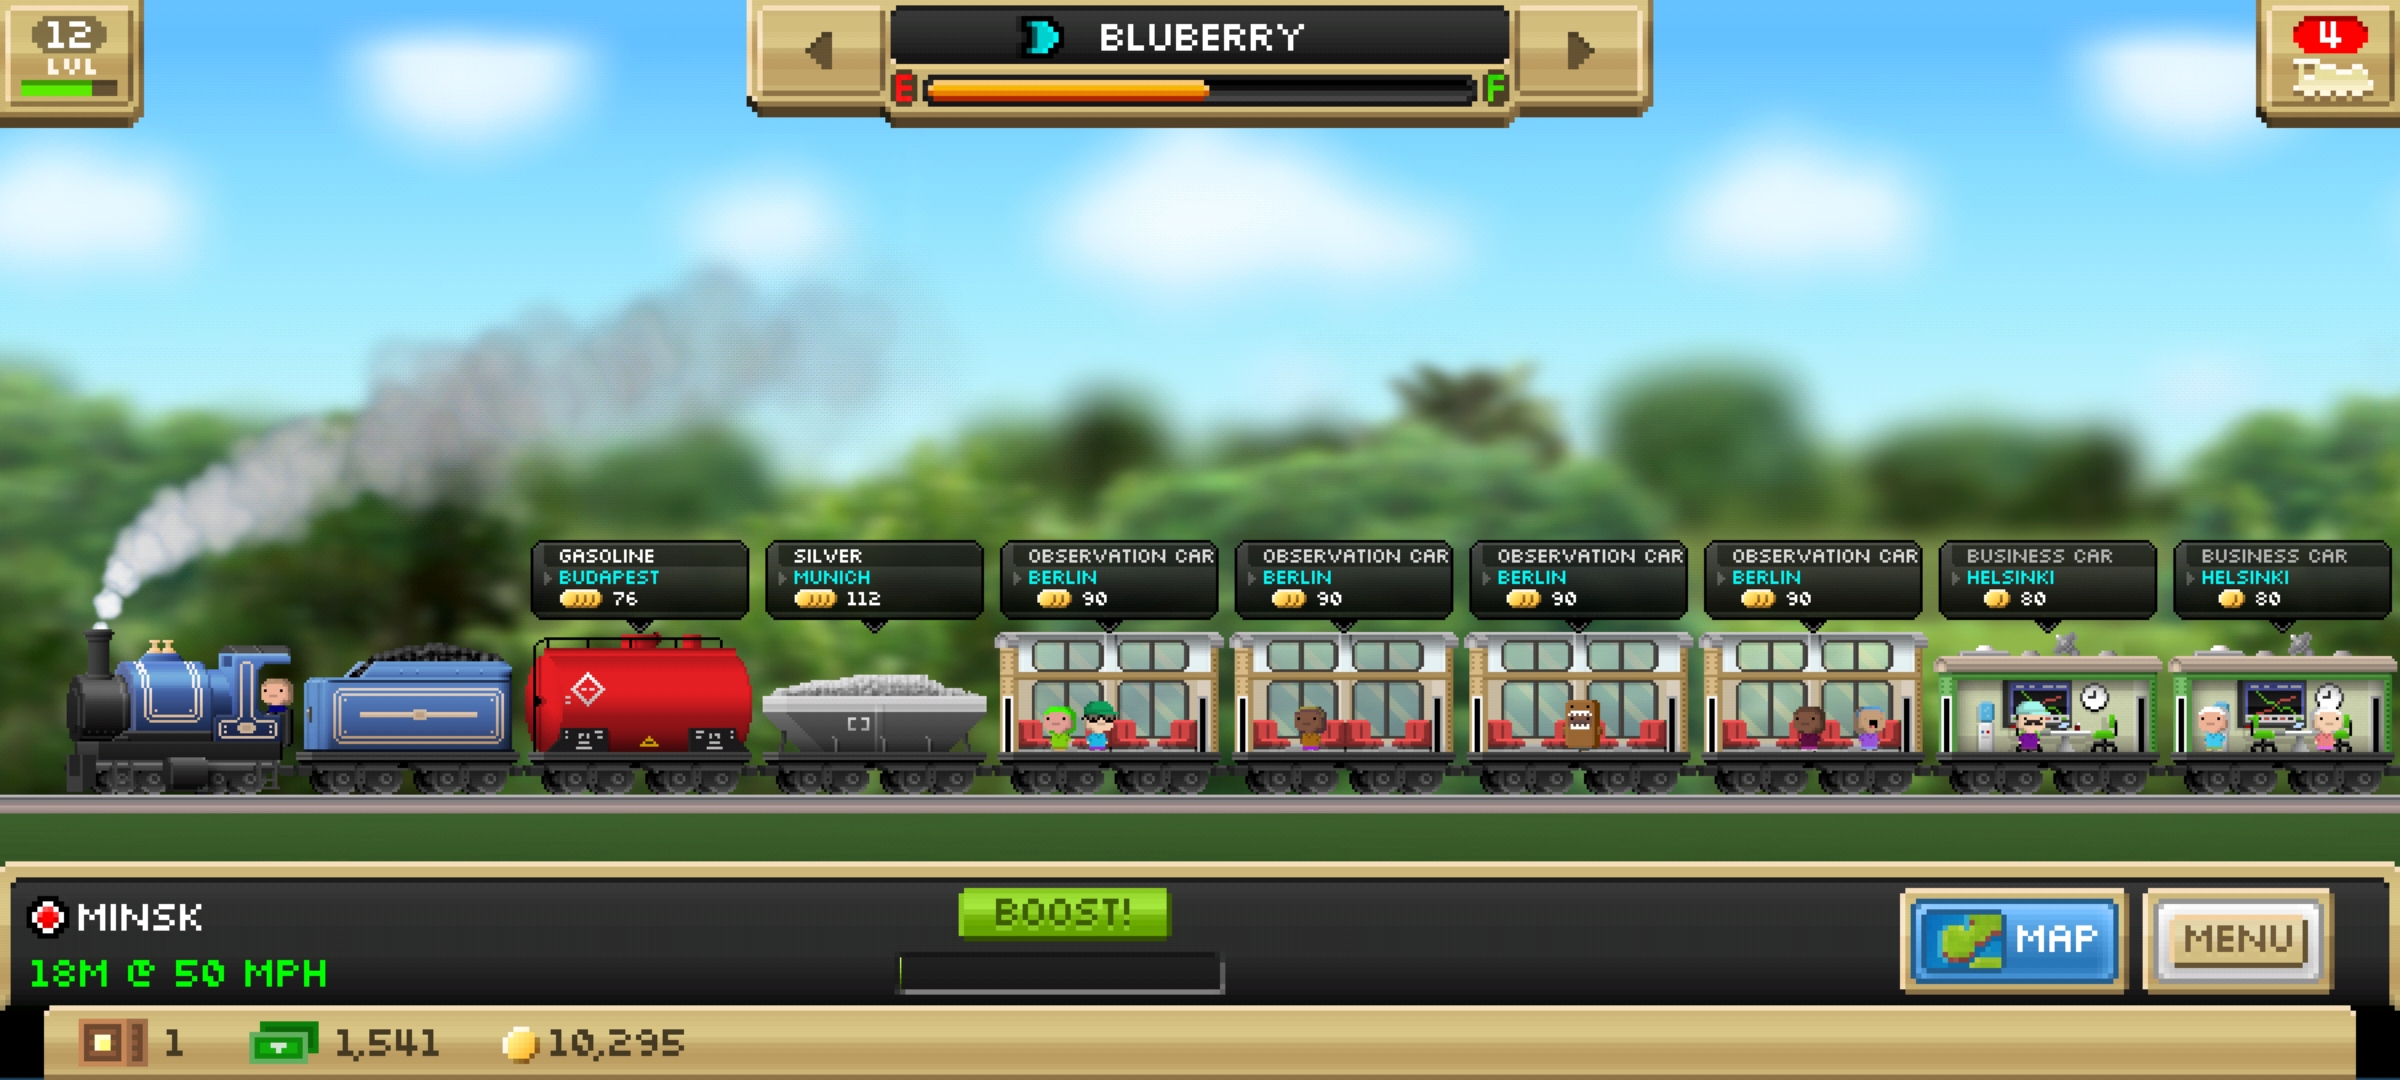 12
LVL
BLUBERRY
E F
4
GASOLINE
BUDAPEST
76
SILVER
MUNICH
112
OBSERVATION CAR
BERLIN
90
OBSERVATION CAR
BERLIN
90
OBSERVATION CAR
BERLIN
90
OBSERVATION CAR
BERLIN
90
BUSINESS CAR
HELSINKI
80
BUSINESS CAR
HELSINKI
80
MINSK
18M @ 50 MPH
BOOST!
MAP
MENU
1
1,541
10,295